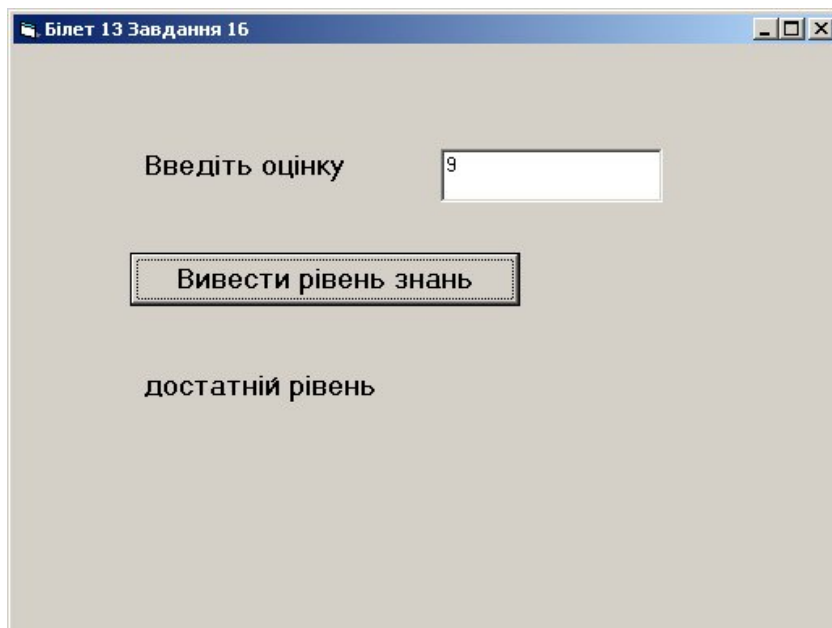 Білет 13 Завдання 16
Введіть оцінку
9
Вивести рівень знань
достатній рівень